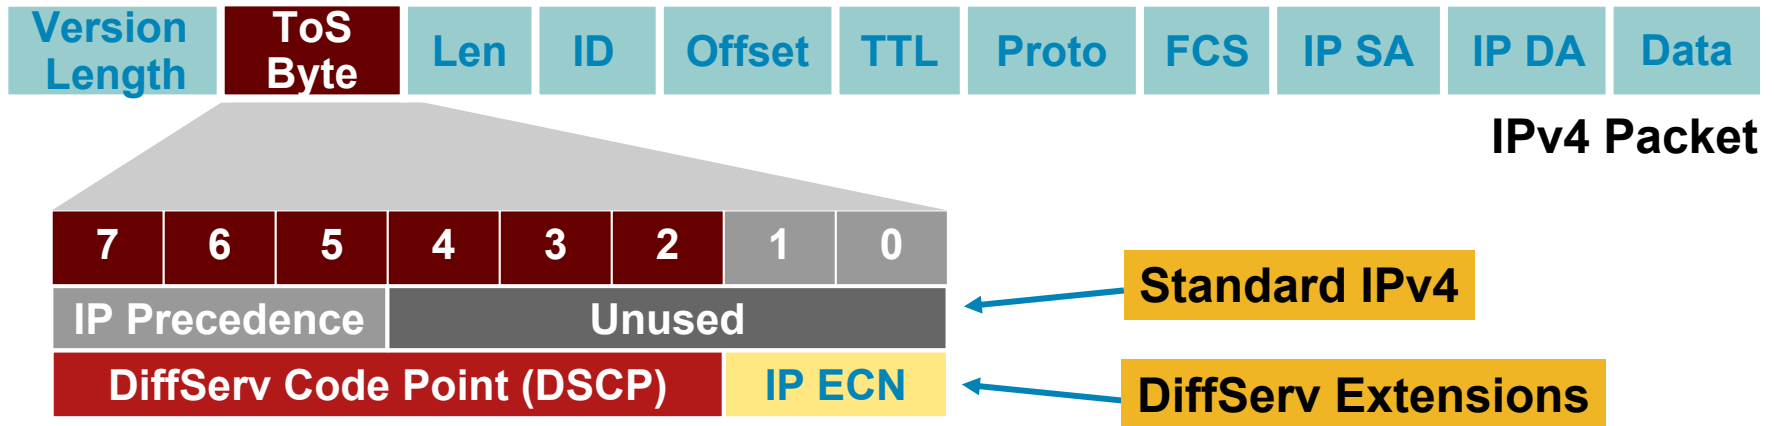 Version Length ToS Byte Len ID Offset TTL Proto FCS IP SA IP DA Data
IPv4 Packet
7 6 5 4 3 2 1 0
Standard IPv4
IP Precedence Unused
DiffServ Code Point (DSCP) IP ECN
DiffServ Extensions